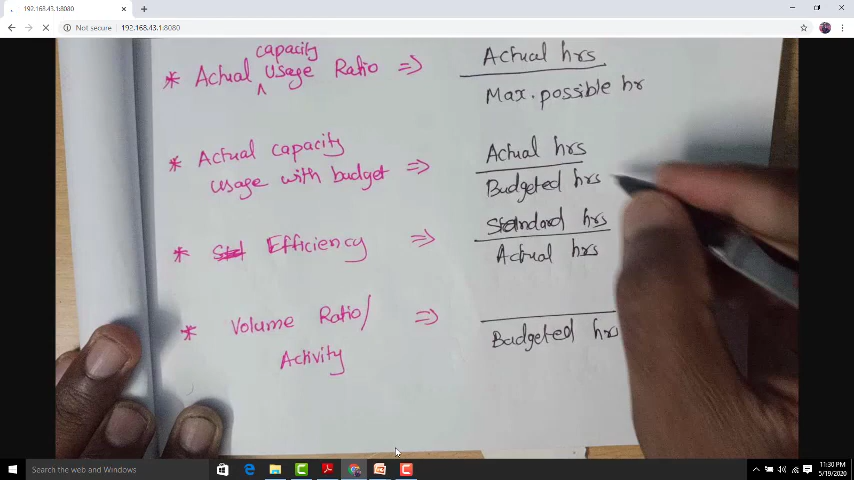 192.168.43.1:8080
Not secure | 192.168.43.1:8080
* Actual capacity Usage Ratio => Actual hrs
Max. possible hr
* Actual capacity usage with budget => Actual hrs
Budgeted hrs
* Efficiency => Standard hrs
Actual hrs
* Volume Ratio/ Activity =>
Budgeted hrs
Search the web and Windows
11:30 PM
5/19/2020